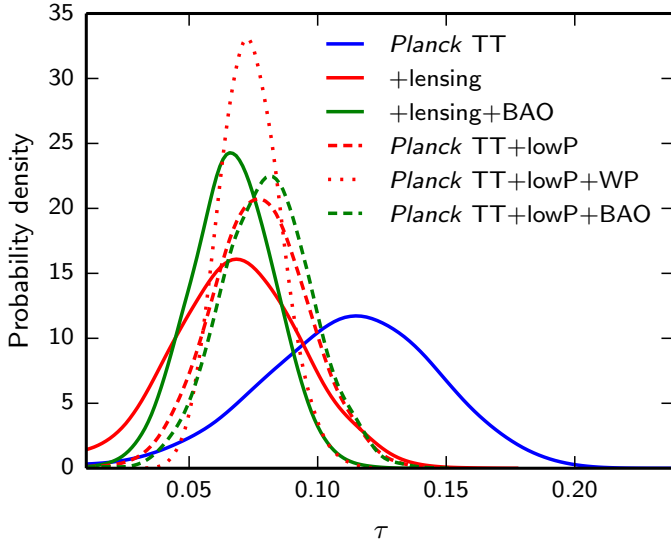 35
30
25
20
15
10
5
0
Probability density
Planck TT
+lensing
+lensing+BAO
Planck TT+lowP
Planck TT+lowP+WP
Planck TT+lowP+BAO
0.05 0.10 0.15 0.20
τ